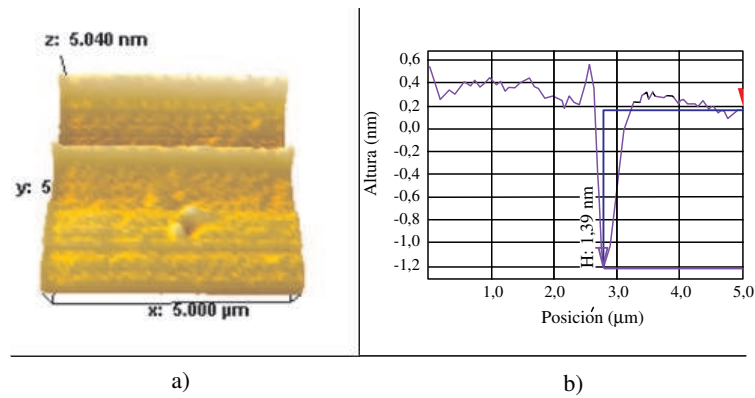 z: 5.040 nm
y: 5
x: 5.000 µm
a)
0,6
0,4
0,2
0,0
-0,2
-0,4
-0,6
-0,8
-1,0
-1,2
Altura (nm)
H: 1,39 nm
1,0 2,0 3,0 4,0 5,0
Posición (µm)
b)